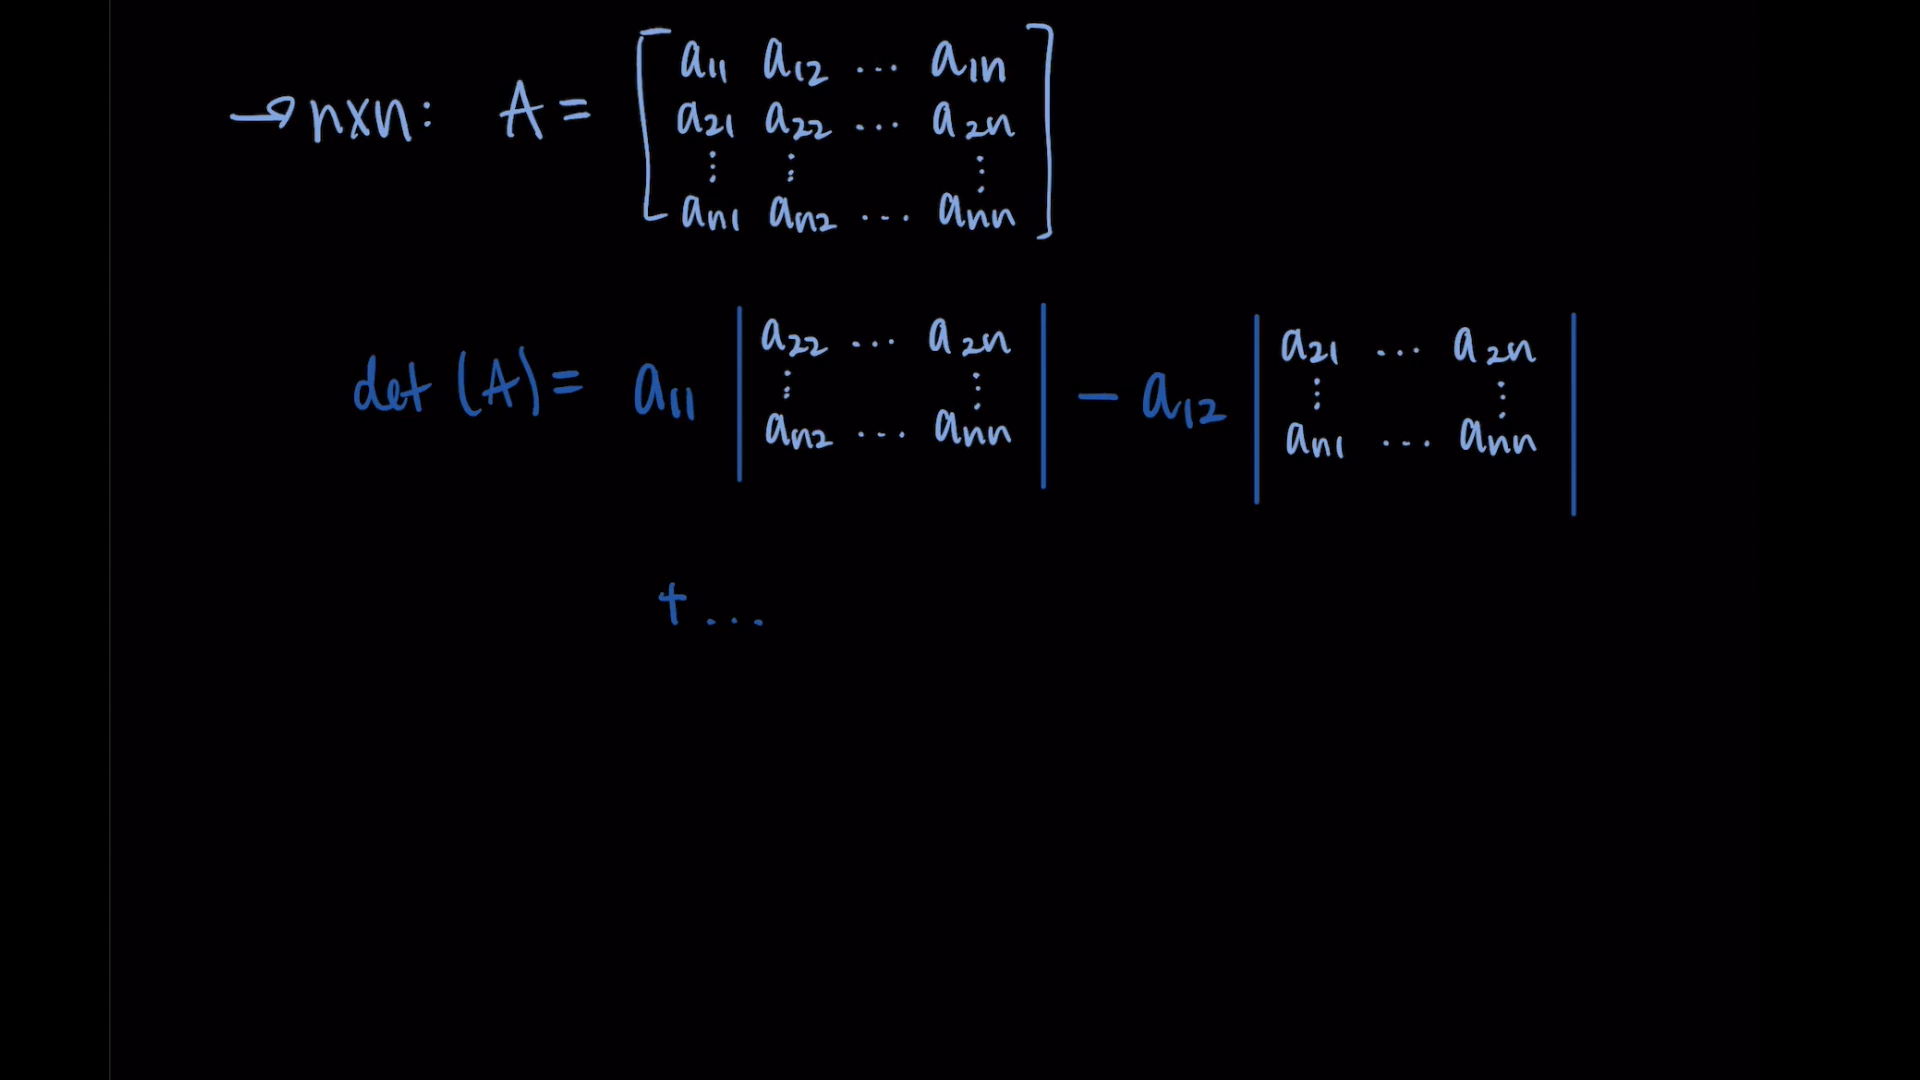 → nxn: A = [ a11 a12 ... a1n
a21 a22 ... a2n
⋮ ⋮ ⋮
an1 an2 ... ann ]
det (A) = a11 | a22 ... a2n | − a12 | a21 ... a2n |
⋮ ⋮ ⋮ ⋮
an2 ... ann an1 ... ann
+ ...